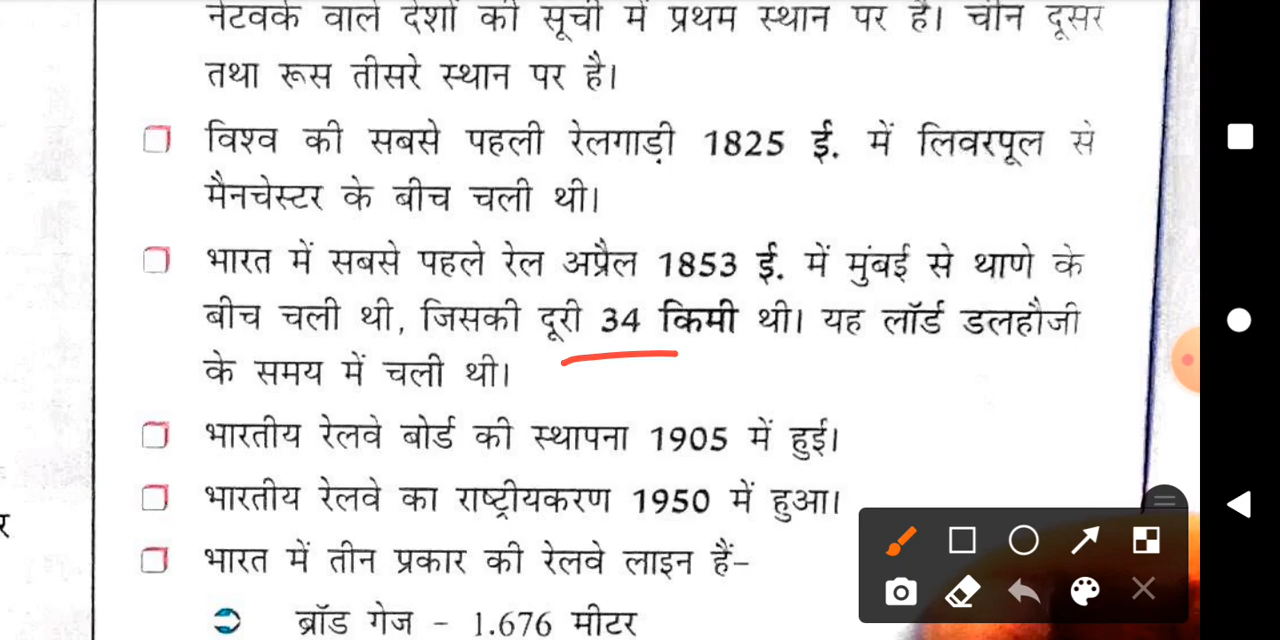 नेटवर्क वाले देशों की सूची में प्रथम स्थान पर है। चीन दूसरे
तथा रूस तीसरे स्थान पर है।
विश्व की सबसे पहली रेलगाड़ी 1825 ई. में लिवरपूल से
मैनचेस्टर के बीच चली थी।
भारत में सबसे पहले रेल अप्रैल 1853 ई. में मुंबई से थाणे के
बीच चली थी, जिसकी दूरी 34 किमी थी। यह लॉर्ड डलहौजी
के समय में चली थी।
भारतीय रेलवे बोर्ड की स्थापना 1905 में हुई।
भारतीय रेलवे का राष्ट्रीयकरण 1950 में हुआ।
र
भारत में तीन प्रकार की रेलवे लाइन हैं-
ब्रॉड गेज - 1.676 मीटर